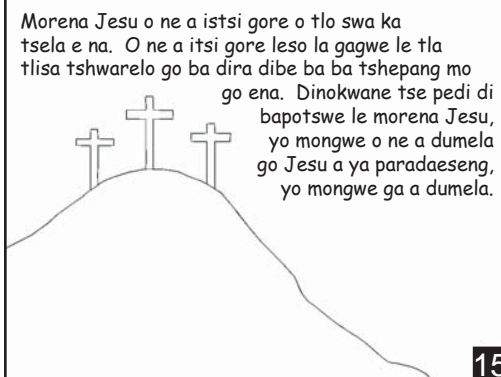 Morena Jesu o ne a istsi gore o tlo swa ka
tsela e na. O ne a itsi gore leso la gagwe le tla
tlisa tshwarelo go ba dira dibe ba ba tshepang mo
go ena. Dinokwane tse pedi di
bapotswe le morena Jesu,
yo mongwe o ne a dumela
go Jesu a ya paradaeseng,
yo mongwe ga a dumela.
15